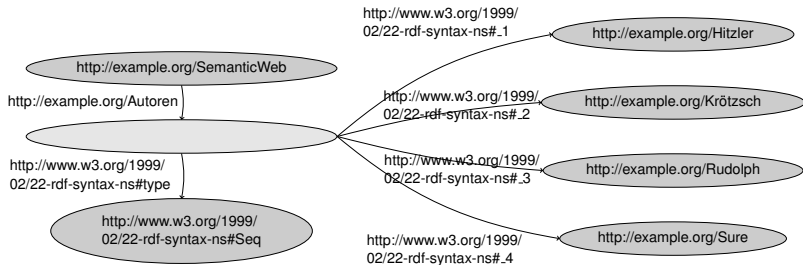 http://www.w3.org/1999/
02/22-rdf-syntax-ns#_1
http://example.org/Hitzler
http://example.org/SemanticWeb
http://example.org/Autoren
http://www.w3.org/1999/
02/22-rdf-syntax-ns#_2
http://example.org/Krötzsch
http://www.w3.org/1999/
02/22-rdf-syntax-ns#type
http://www.w3.org/1999/
02/22-rdf-syntax-ns#_3
http://example.org/Rudolph
http://www.w3.org/1999/
02/22-rdf-syntax-ns#Seq
http://www.w3.org/1999/
02/22-rdf-syntax-ns#_4
http://example.org/Sure